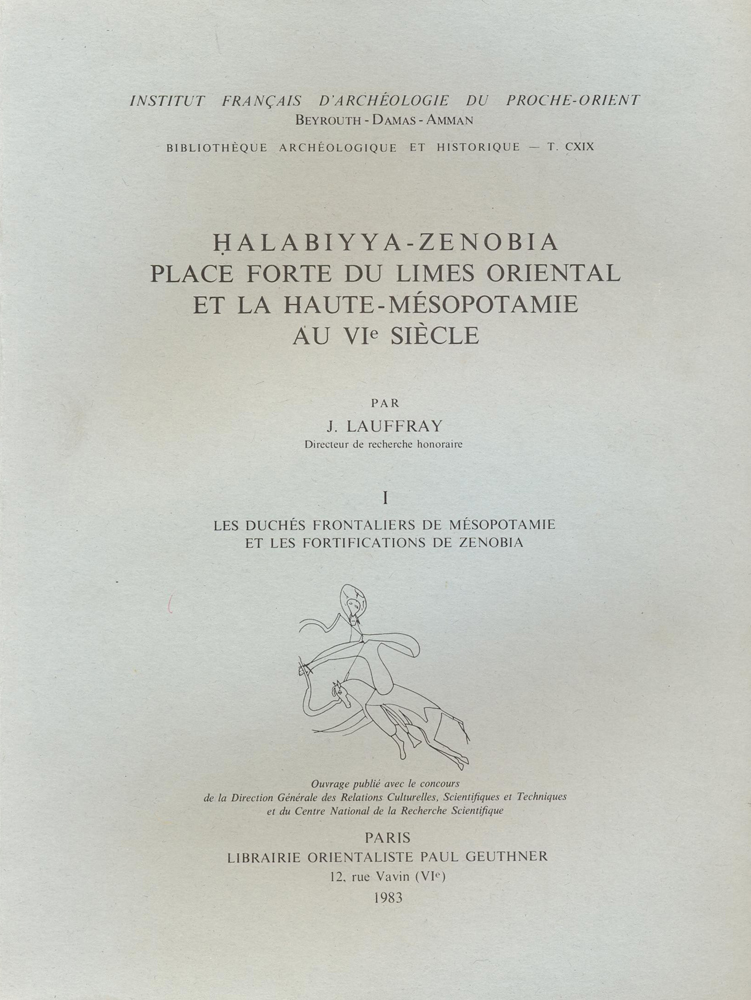 INSTITUT FRANÇAIS D'ARCHÉOLOGIE DU PROCHE-ORIENT
BEYROUTH - DAMAS - AMMAN
BIBLIOTHÈQUE ARCHÉOLOGIQUE ET HISTORIQUE — T. CXIX
ḤALABIYYA-ZENOBIA
PLACE FORTE DU LIMES ORIENTAL
ET LA HAUTE-MÉSOPOTAMIE
AU VIe SIÈCLE
PAR
J. LAUFFRAY
Directeur de recherche honoraire
I
LES DUCHÉS FRONTALIERS DE MÉSOPOTAMIE
ET LES FORTIFICATIONS DE ZENOBIA
Ouvrage publié avec le concours
de la Direction Générale des Relations Culturelles, Scientifiques et Techniques
et du Centre National de la Recherche Scientifique
PARIS
LIBRAIRIE ORIENTALISTE PAUL GEUTHNER
12, rue Vavin (VIe)
1983